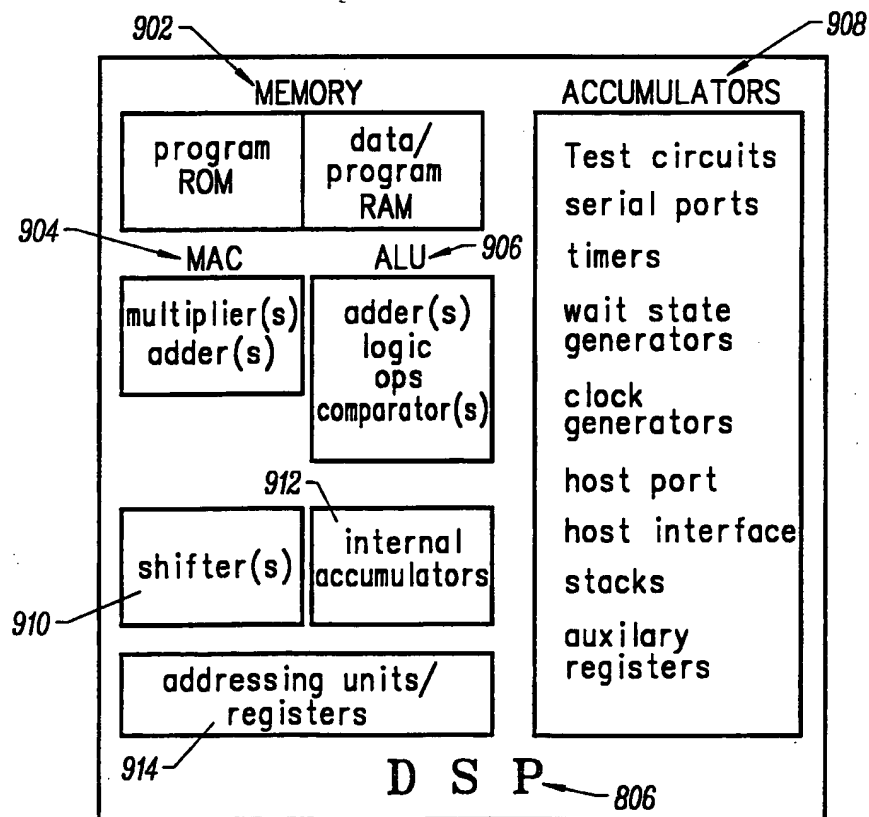 902
908
MEMORY
ACCUMULATORS
program
ROM
data/
program
RAM
904
MAC
ALU
906
multiplier(s)
adder(s)
adder(s)
logic
ops
comparator(s)
Test circuits
serial ports
timers
wait state
generators
clock
generators
host port
host interface
stacks
auxilary
registers
912
shifter(s)
internal
accumulators
910
addressing units/
registers
914
D S P
806